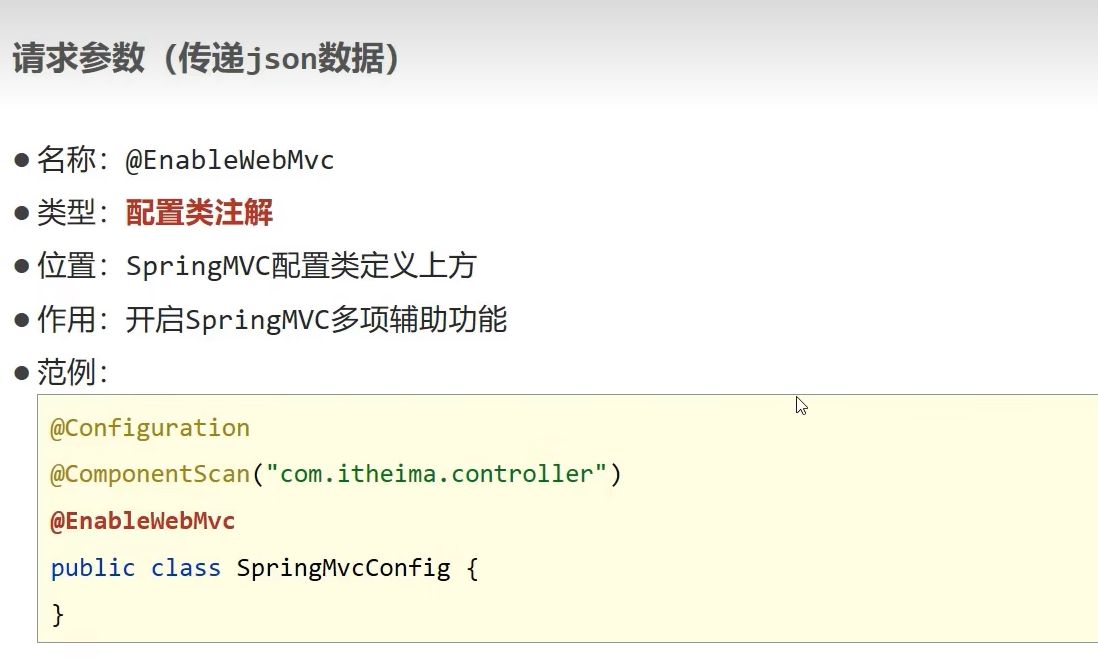 请求参数（传递json数据）
● 名称：@EnableWebMvc
● 类型：配置类注解
● 位置：SpringMVC配置类定义上方
● 作用：开启SpringMVC多项辅助功能
● 范例：
@Configuration
@ComponentScan("com.itheima.controller")
@EnableWebMvc
public class SpringMvcConfig {
}